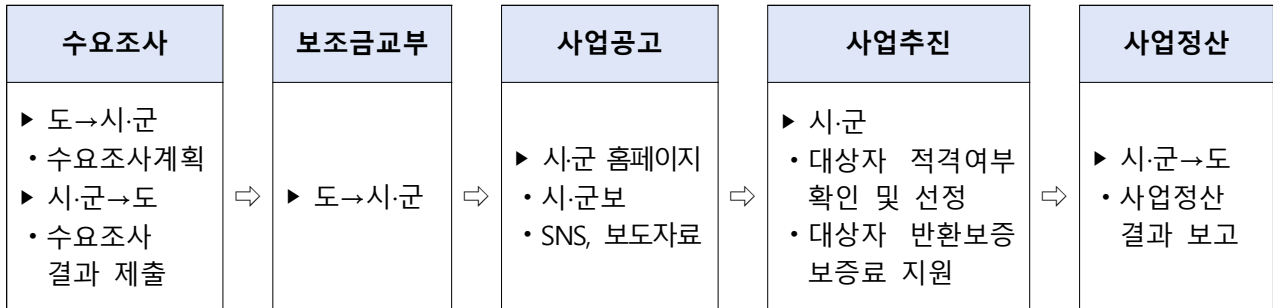 수요조사
▶ 도→시·군
・수요조사계획
▶ 시·군→도
・수요조사
결과 제출
⇨
보조금교부
▶ 도→시·군
⇨
사업공고
▶ 시·군 홈페이지
・시·군보
・SNS, 보도자료
⇨
사업추진
▶ 시·군
・대상자 적격여부
확인 및 선정
・대상자 반환보증
보증료 지원
⇨
사업정산
▶ 시·군→도
・사업정산
결과 보고